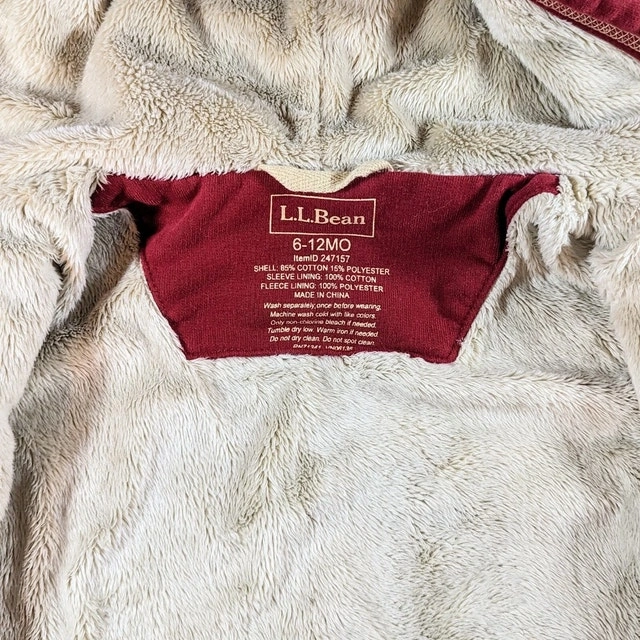 L.L.Bean
6-12MO
ItemID 247157
SHELL: 85% COTTON 15% POLYESTER
SLEEVE LINING: 100% COTTON
FLEECE LINING: 100% POLYESTER
MADE IN CHINA
Wash separately,once before wearing.
Machine wash cold with like colors.
Only non-chlorine bleach if needed.
Tumble dry low. Warm iron if needed.
Do not dry clean. Do not spot clean.